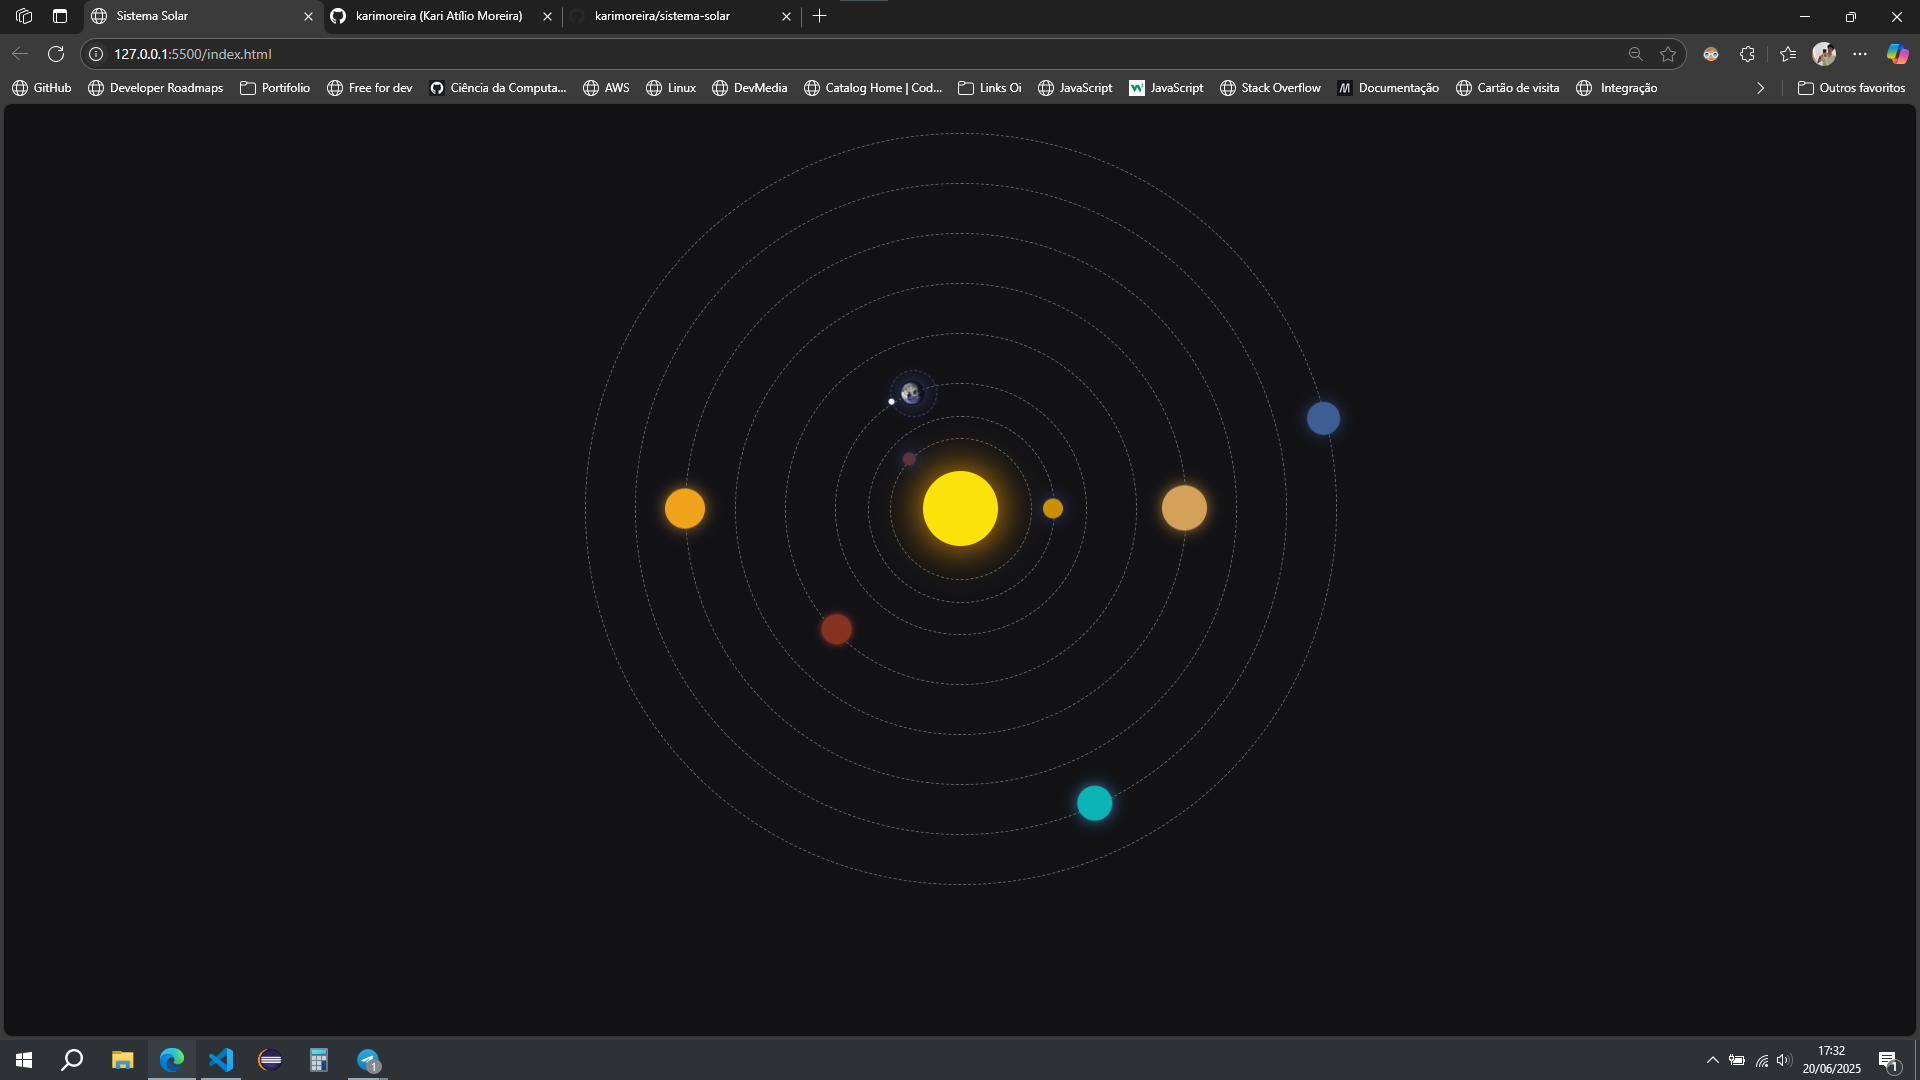 Sistema Solar
karimoreira (Kari Atílio Moreira)
karimoreira/sistema-solar
127.0.0.1:5500/index.html
GitHub
Developer Roadmaps
Portifolio
Free for dev
Ciência da Computa...
AWS
Linux
DevMedia
Catalog Home | Cod...
Links Oi
JavaScript
JavaScript
Stack Overflow
Documentação
Cartão de visita
Integração
Outros favoritos
1
17:32
20/06/2025
1